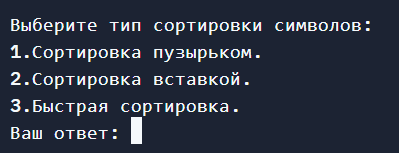 Выберите тип сортировки символов:
1.Сортировка пузырьком.
2.Сортировка вставкой.
3.Быстрая сортировка.
Ваш ответ: